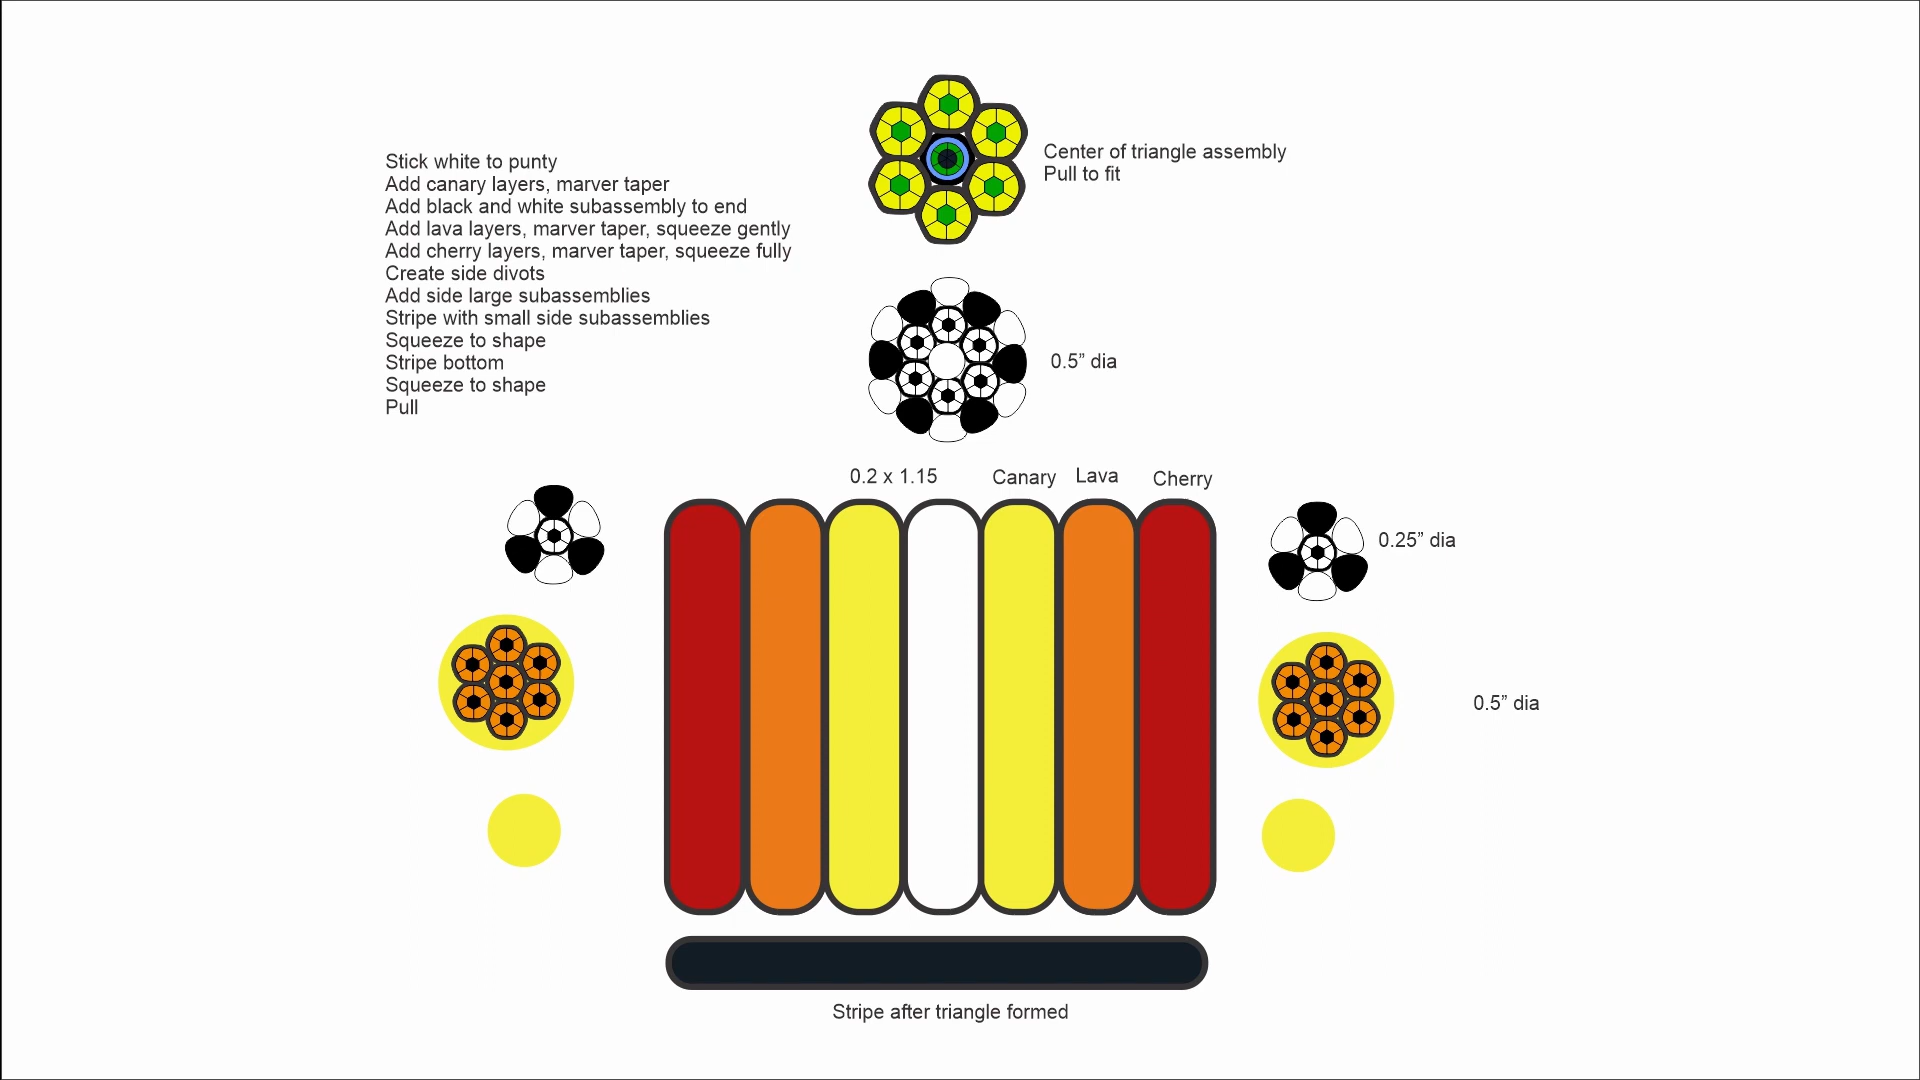 Stick white to punty
Add canary layers, marver taper
Add black and white subassembly to end
Add lava layers, marver taper, squeeze gently
Add cherry layers, marver taper, squeeze fully
Create side divots
Add side large subassemblies
Stripe with small side subassemblies
Squeeze to shape
Stripe bottom
Squeeze to shape
Pull
Center of triangle assembly
Pull to fit
0.5” dia
0.2 x 1.15
Canary
Lava
Cherry
0.25” dia
0.5” dia
Stripe after triangle formed